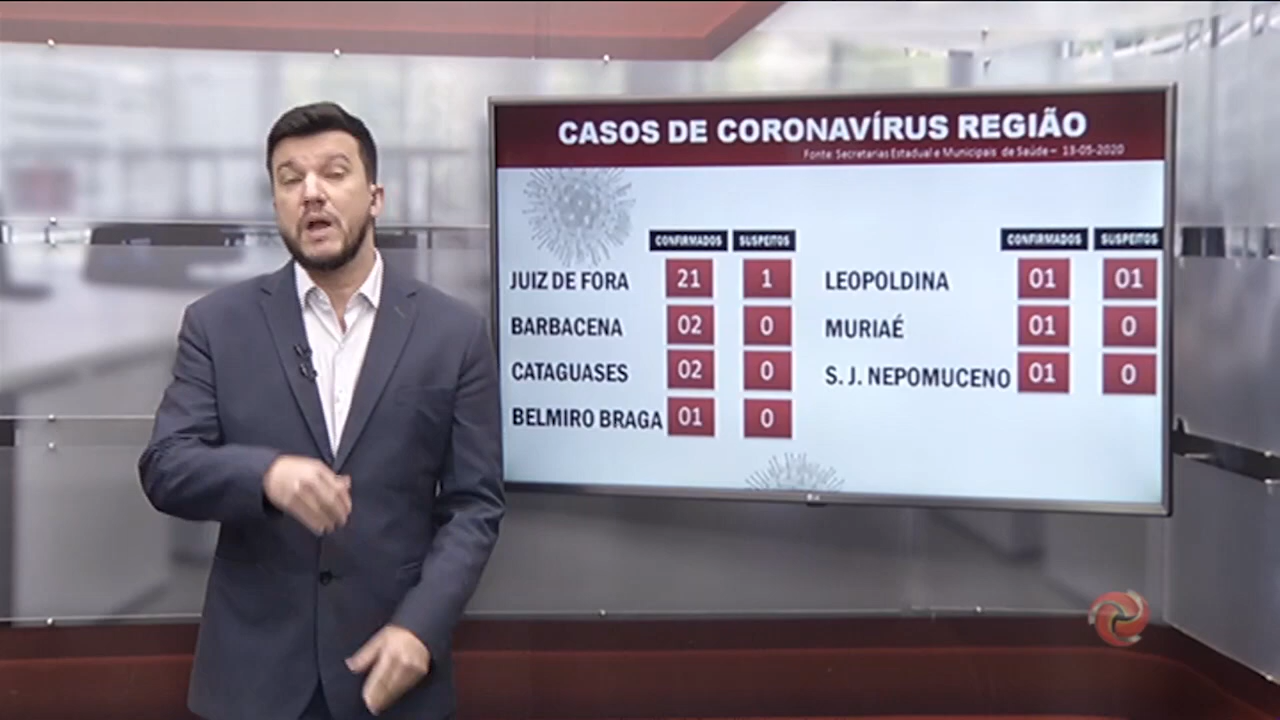 CASOS DE CORONAVÍRUS REGIÃO
Fonte: Secretarias Estadual e Municipais de Saúde – 13-05-2020
CONFIRMADOS SUSPEITOS
JUIZ DE FORA 21 1
BARBACENA 02 0
CATAGUASES 02 0
BELMIRO BRAGA 01 0
CONFIRMADOS SUSPEITOS
LEOPOLDINA 01 01
MURIAÉ 01 0
S. J. NEPOMUCENO 01 0
LG